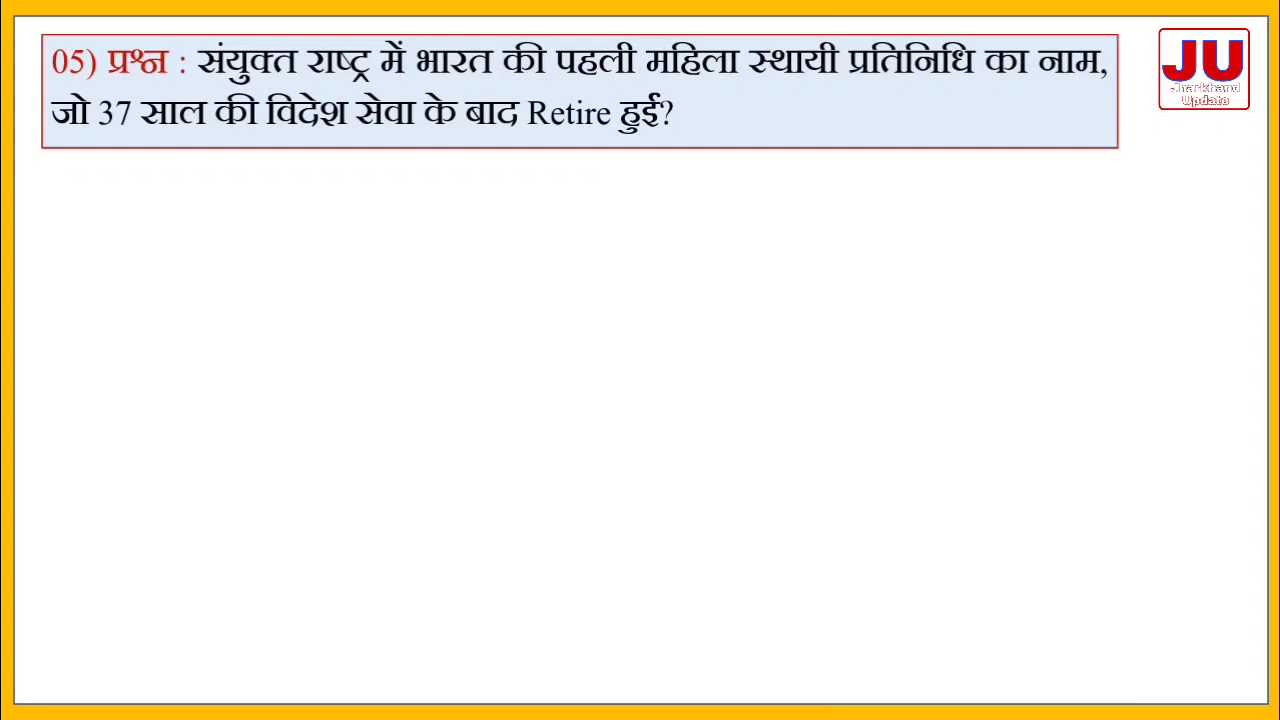 05) प्रश्न : संयुक्त राष्ट्र में भारत की पहली महिला स्थायी प्रतिनिधि का नाम,
जो 37 साल की विदेश सेवा के बाद Retire हुई?
JU
Jharkhand
Update